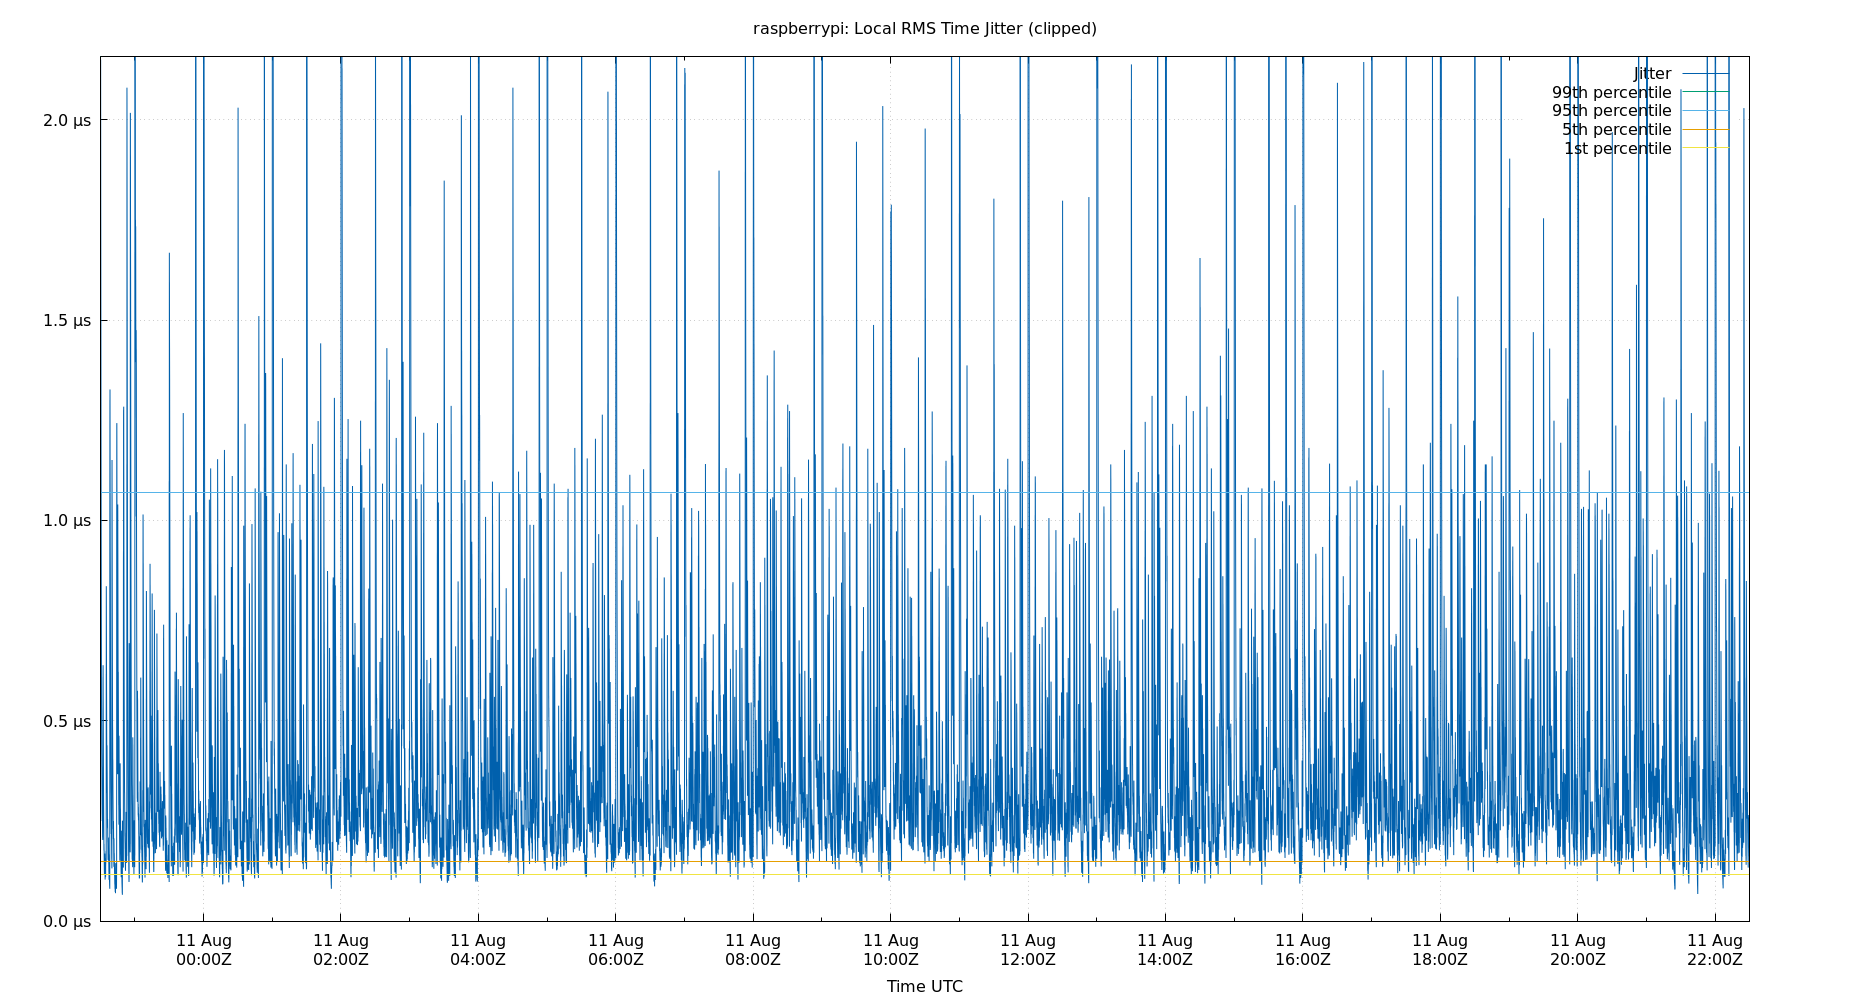 raspberrypi: Local RMS Time Jitter (clipped)
Jitter
99th percentile
95th percentile
5th percentile
1st percentile
2.0 µs
1.5 µs
1.0 µs
0.5 µs
0.0 µs
11 Aug 11 Aug 11 Aug 11 Aug 11 Aug 11 Aug 11 Aug 11 Aug 11 Aug 11 Aug 11 Aug 11 Aug
00:00Z 02:00Z 04:00Z 06:00Z 08:00Z 10:00Z 12:00Z 14:00Z 16:00Z 18:00Z 20:00Z 22:00Z
Time UTC